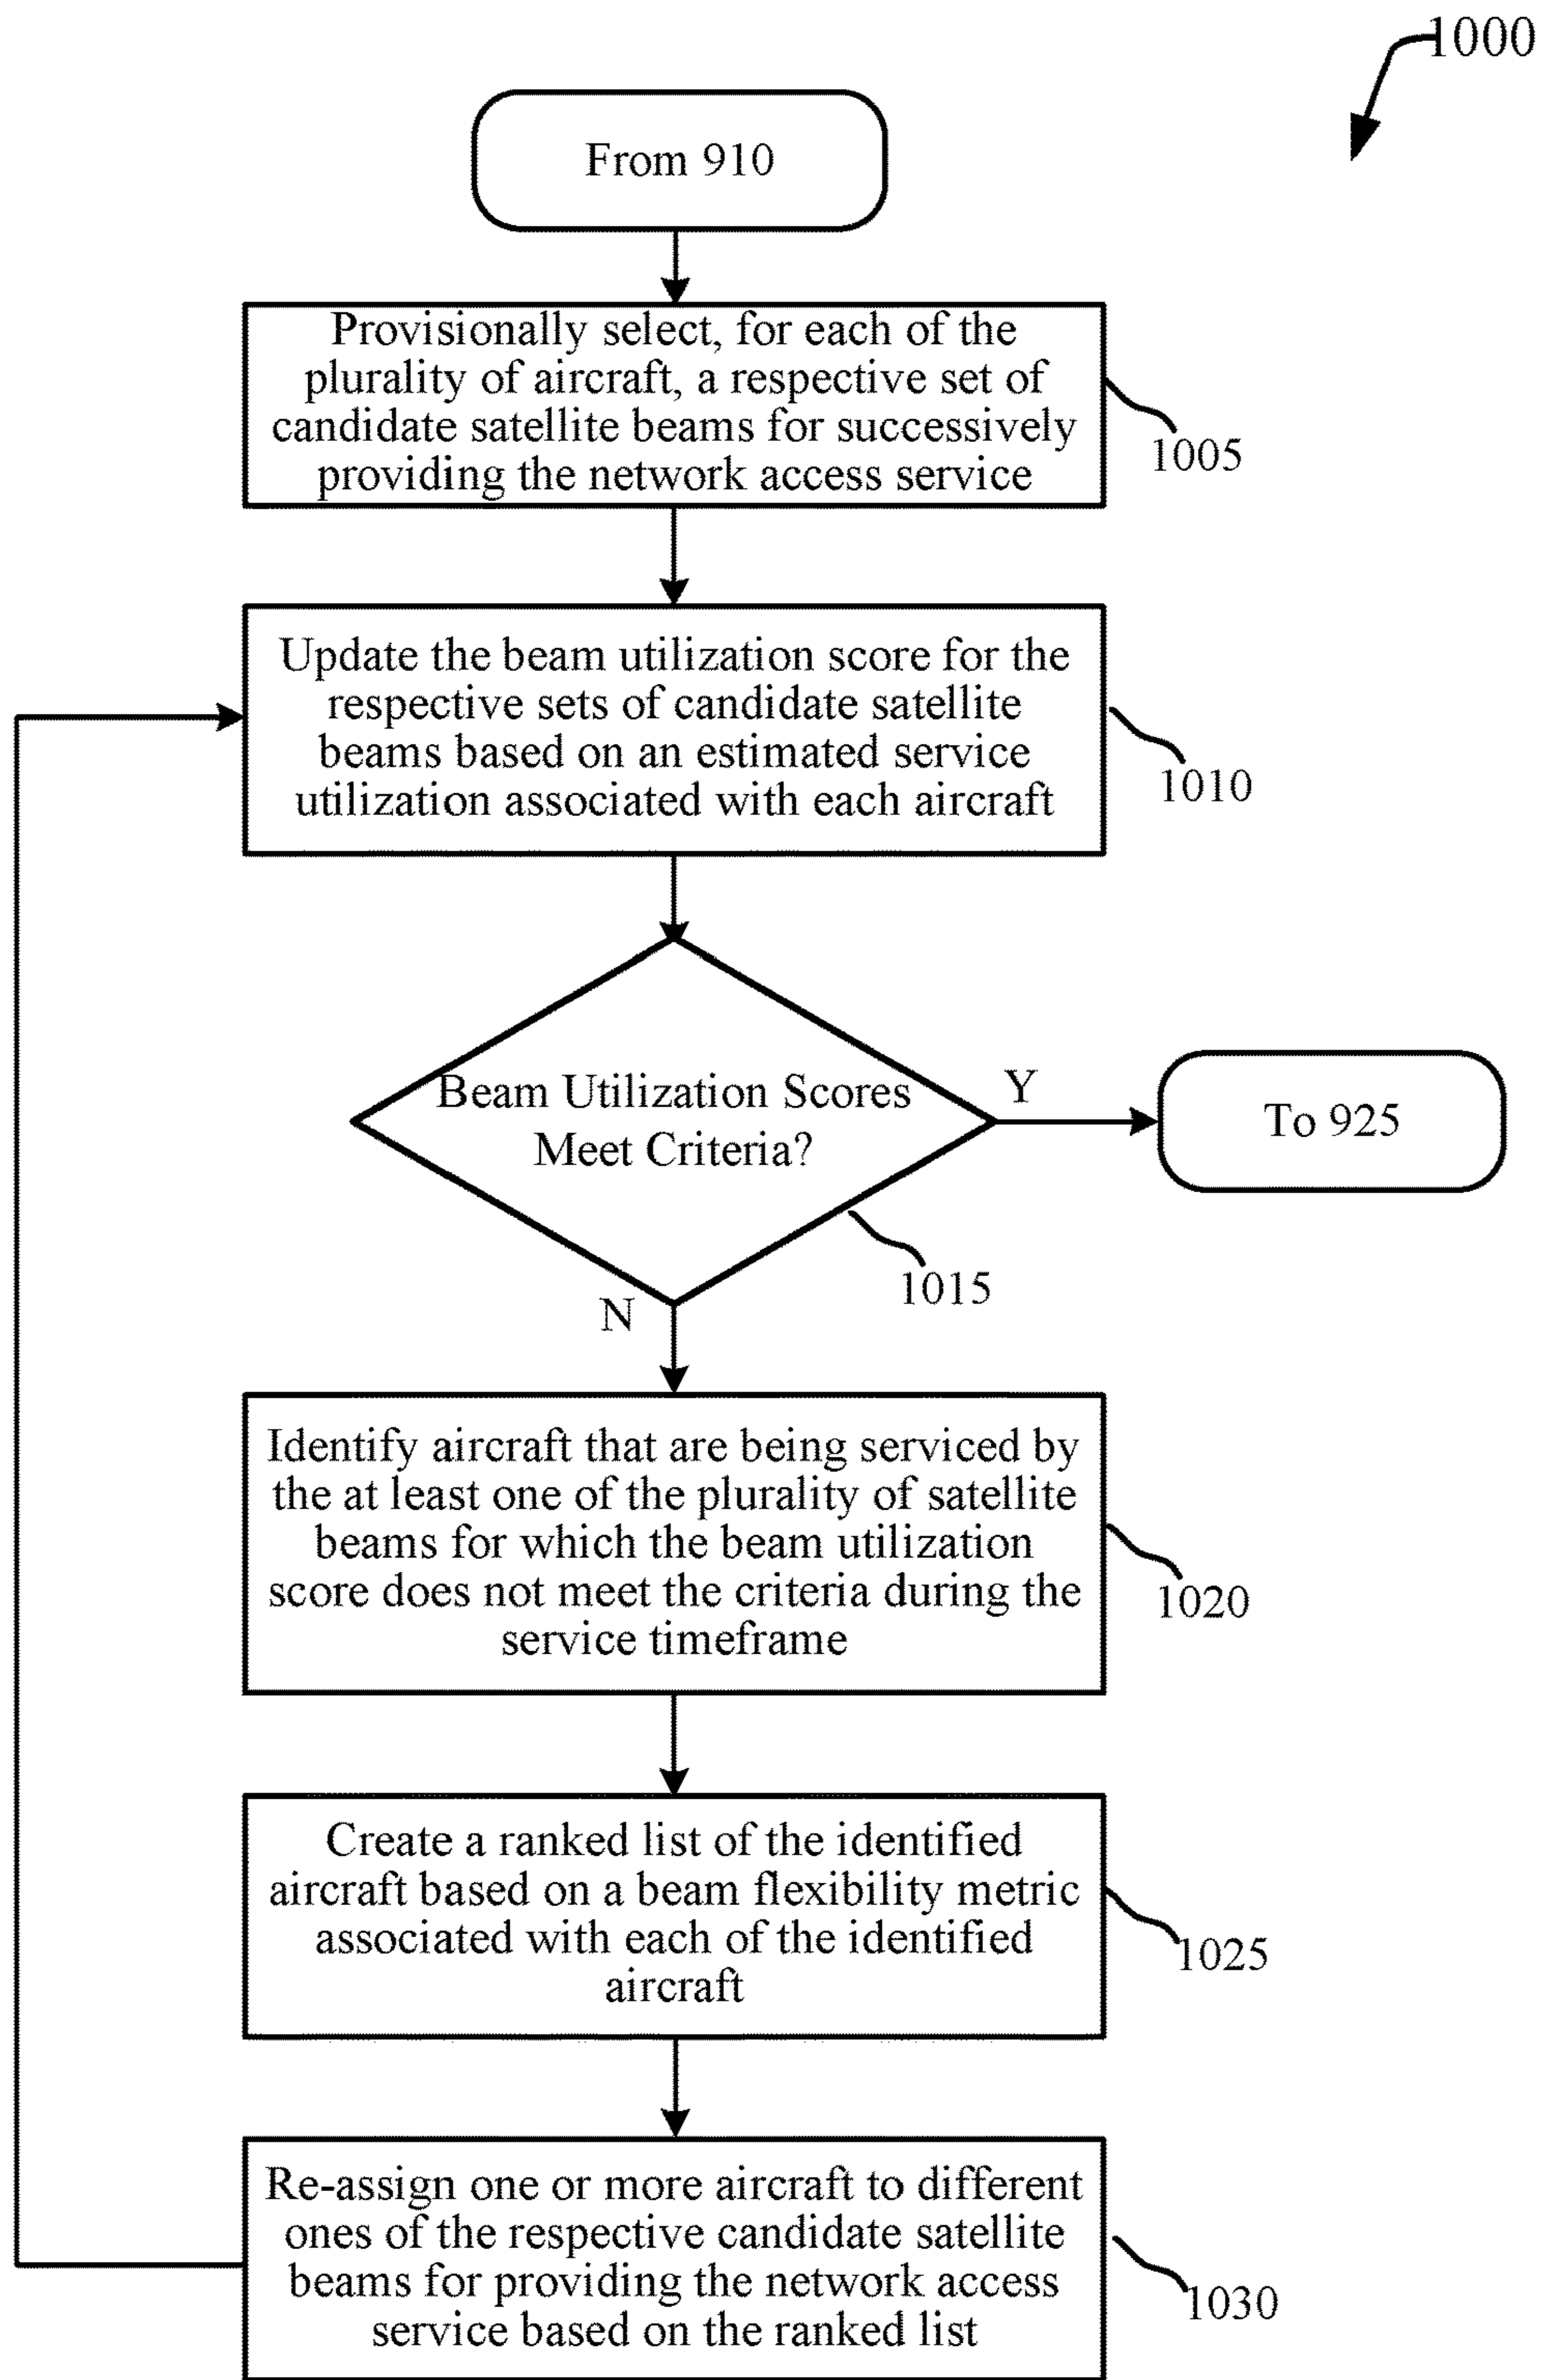 1000
From 910
Provisionally select, for each of the
plurality of aircraft, a respective set of
candidate satellite beams for successively
providing the network access service
1005
Update the beam utilization score for the
respective sets of candidate satellite
beams based on an estimated service
utilization associated with each aircraft
1010
Beam Utilization Scores
Meet Criteria?
Y
To 925
1015
N
Identify aircraft that are being serviced by
the at least one of the plurality of satellite
beams for which the beam utilization
score does not meet the criteria during the
service timeframe
1020
Create a ranked list of the identified
aircraft based on a beam flexibility metric
associated with each of the identified
aircraft
1025
Re-assign one or more aircraft to different
ones of the respective candidate satellite
beams for providing the network access
service based on the ranked list
1030